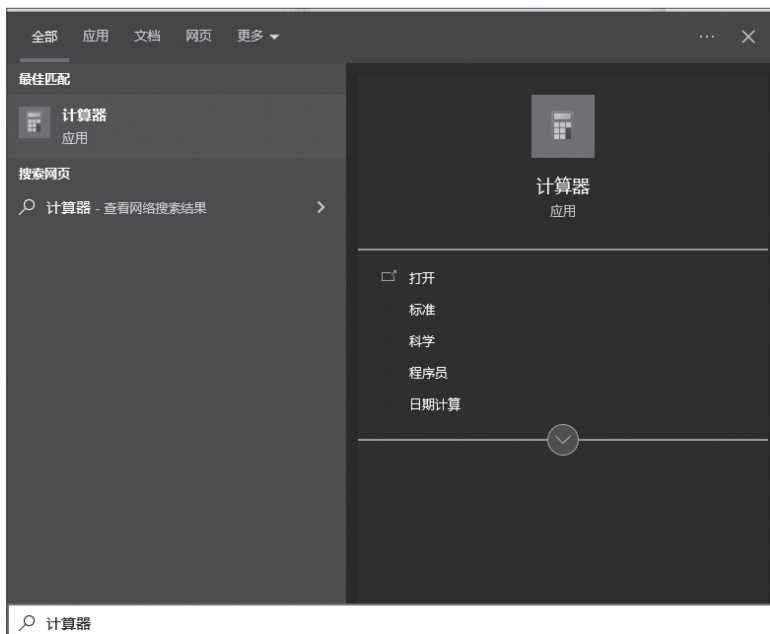 全部 应用 文档 网页 更多
最佳匹配
计算器
应用
搜索网页
计算器 - 查看网络搜索结果
计算器
应用
打开
标准
科学
程序员
日期计算
计算器